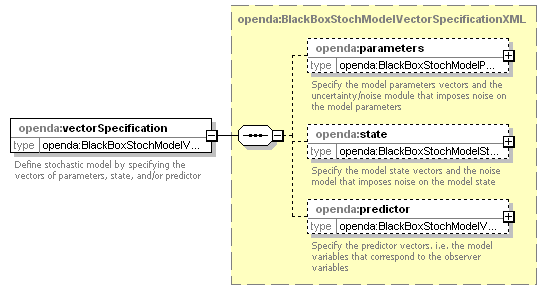 openda:BlackBoxStochModelVectorSpecificationXML
openda:parameters
type openda:BlackBoxStochModelP...
Specify the model parameters vectors and the
uncertainty/noise module that imposes noise on
the model parameters
openda:vectorSpecification
type openda:BlackBoxStochModelV...
Define stochastic model by specifying the
vectors of parameters, state, and/or predictor
openda:state
type openda:BlackBoxStochModelSt...
Specify the model state vectors and the noise
model that imposes noise on the model state
openda:predictor
type openda:BlackBoxStochModelV...
Specify the predictor vectors. i.e. the model
variables that correspond to the observer
variables